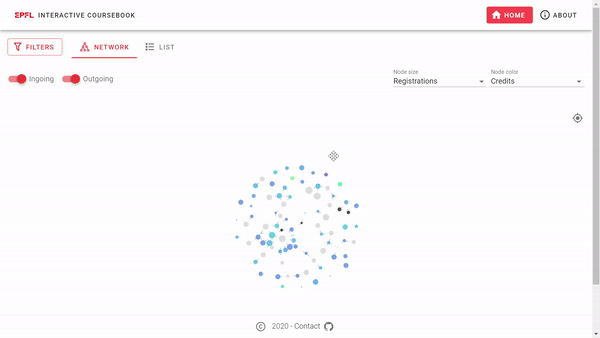 EPFL INTERACTIVE COURSEBOOK
HOME
ABOUT
FILTERS
NETWORK
LIST
Ingoing
Outgoing
Node size
Registrations
Node color
Credits
© 2020 - Contact